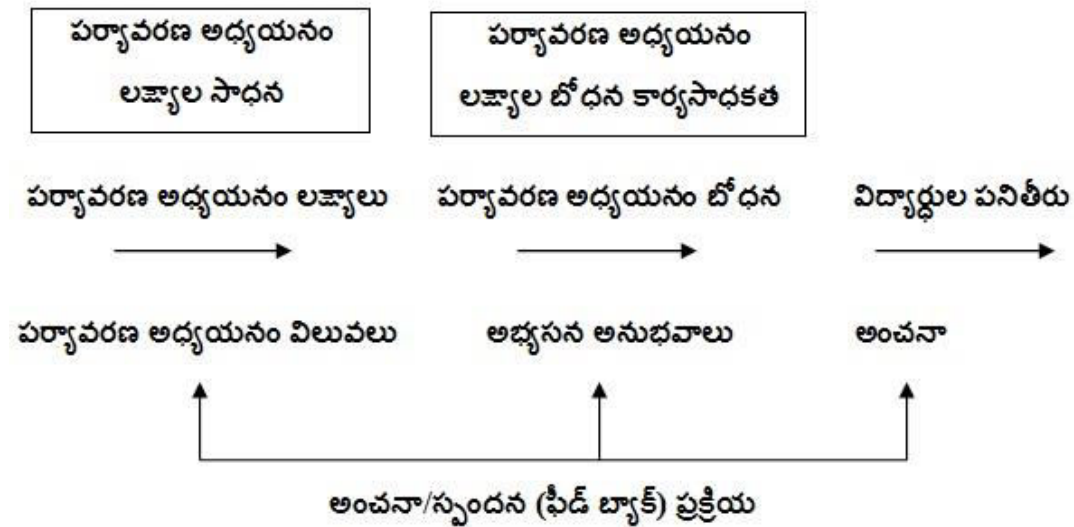 పర్యావరణ అధ్యయనం
లక్ష్యాల సాధన
పర్యావరణ అధ్యయనం
లక్ష్యాల బోధన కార్యసాధకత
పర్యావరణ అధ్యయనం లక్ష్యాలు
పర్యావరణ అధ్యయనం బోధన
విద్యార్థుల పనితీరు
పర్యావరణ అధ్యయనం విలువలు
అభ్యసన అనుభవాలు
అంచనా
అంచనా/స్పందన (ఫీడ్ బ్యాక్) ప్రక్రియ